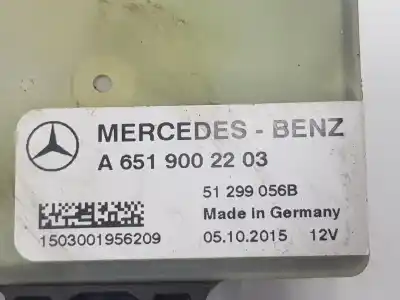 MERCEDES - BENZ
A 651 900 22 03
51 299 056B
Made in Germany
1503001956209 05.10.2015 12V